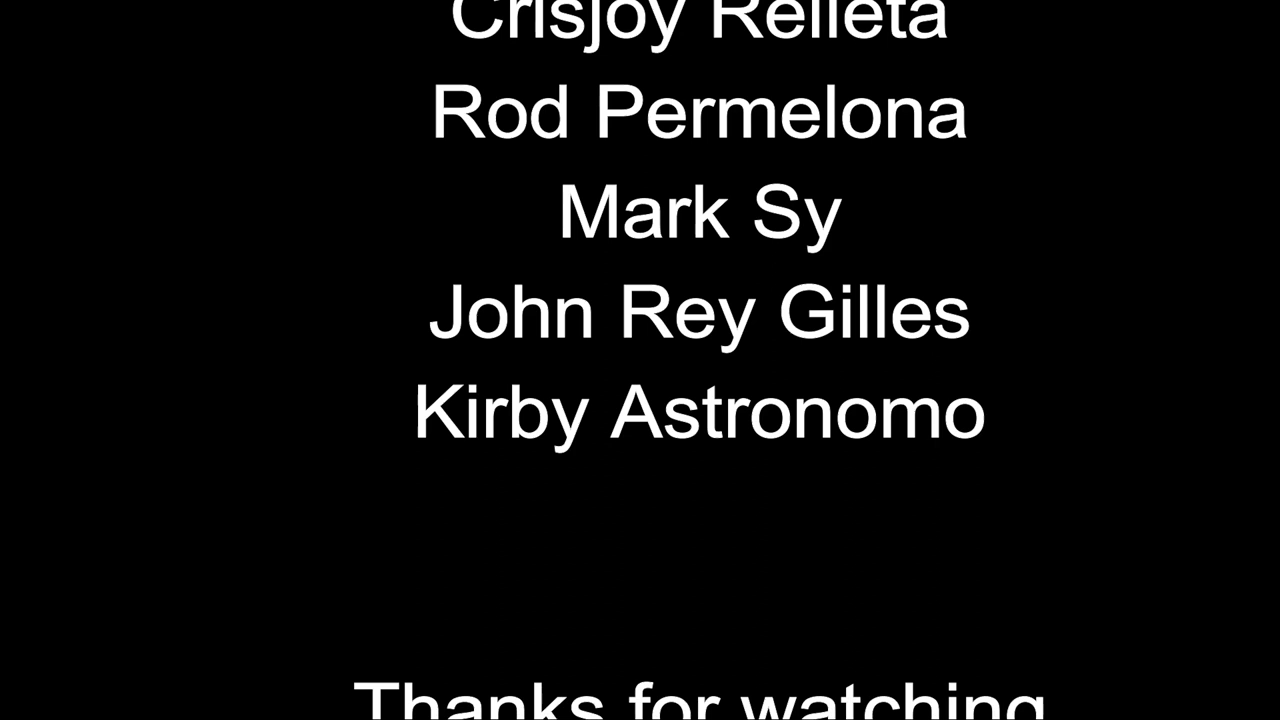 Crisjoy Relleta
Rod Permelona
Mark Sy
John Rey Gilles
Kirby Astronomo
Thanks for watching